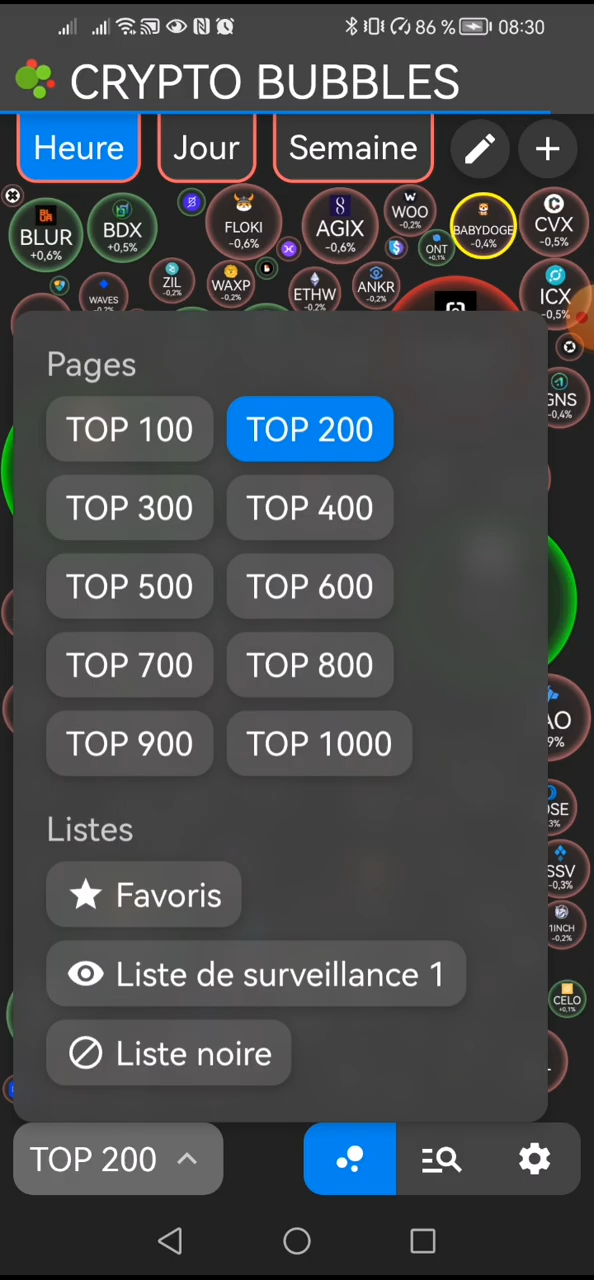 86 % 08:30
CRYPTO BUBBLES
Heure Jour Semaine
BLUR
+0,6%
BDX
+0,5%
FLOKI
-0,6%
AGIX
-0,6%
WOO
-0,2%
ONT
+0,1%
BABYDOGE
-0,4%
CVX
-0,5%
WAVES
ZIL
-0,2%
WAXP
-0,2%
ETHW
-0,2%
ANKR
-0,2%
ICX
-0,5%
Pages
TOP 100 TOP 200
TOP 300 TOP 400
TOP 500 TOP 600
TOP 700 TOP 800
TOP 900 TOP 1000
GNS
-0,4%
AO
9%
OSE
3%
SSV
-0,3%
1INCH
-0,2%
CELO
+0,1%
Listes
Favoris
Liste de surveillance 1
Liste noire
TOP 200